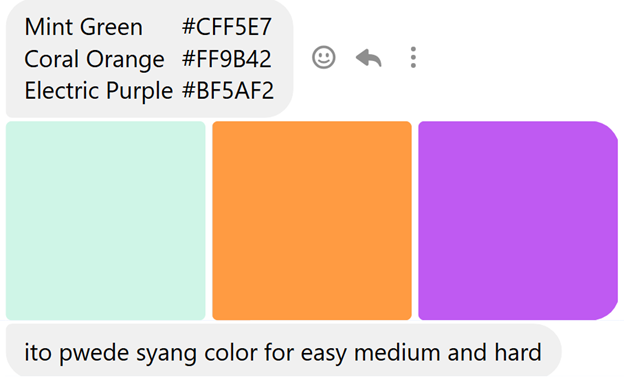 Mint Green #CFF5E7
Coral Orange #FF9B42
Electric Purple #BF5AF2
ito pwede syang color for easy medium and hard